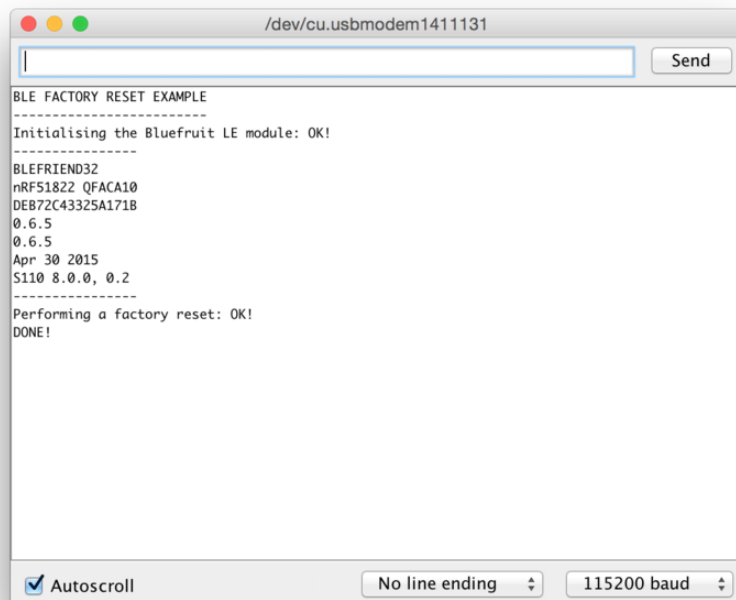 /dev/cu.usbmodem1411131
Send
BLE FACTORY RESET EXAMPLE
-------------------------
Initialising the Bluefruit LE module: OK!
----------------
BLEFRIEND32
nRF51822 QFACA10
DEB72C43325A171B
0.6.5
0.6.5
Apr 30 2015
S110 8.0.0, 0.2
----------------
Performing a factory reset: OK!
DONE!
Autoscroll
No line ending
115200 baud